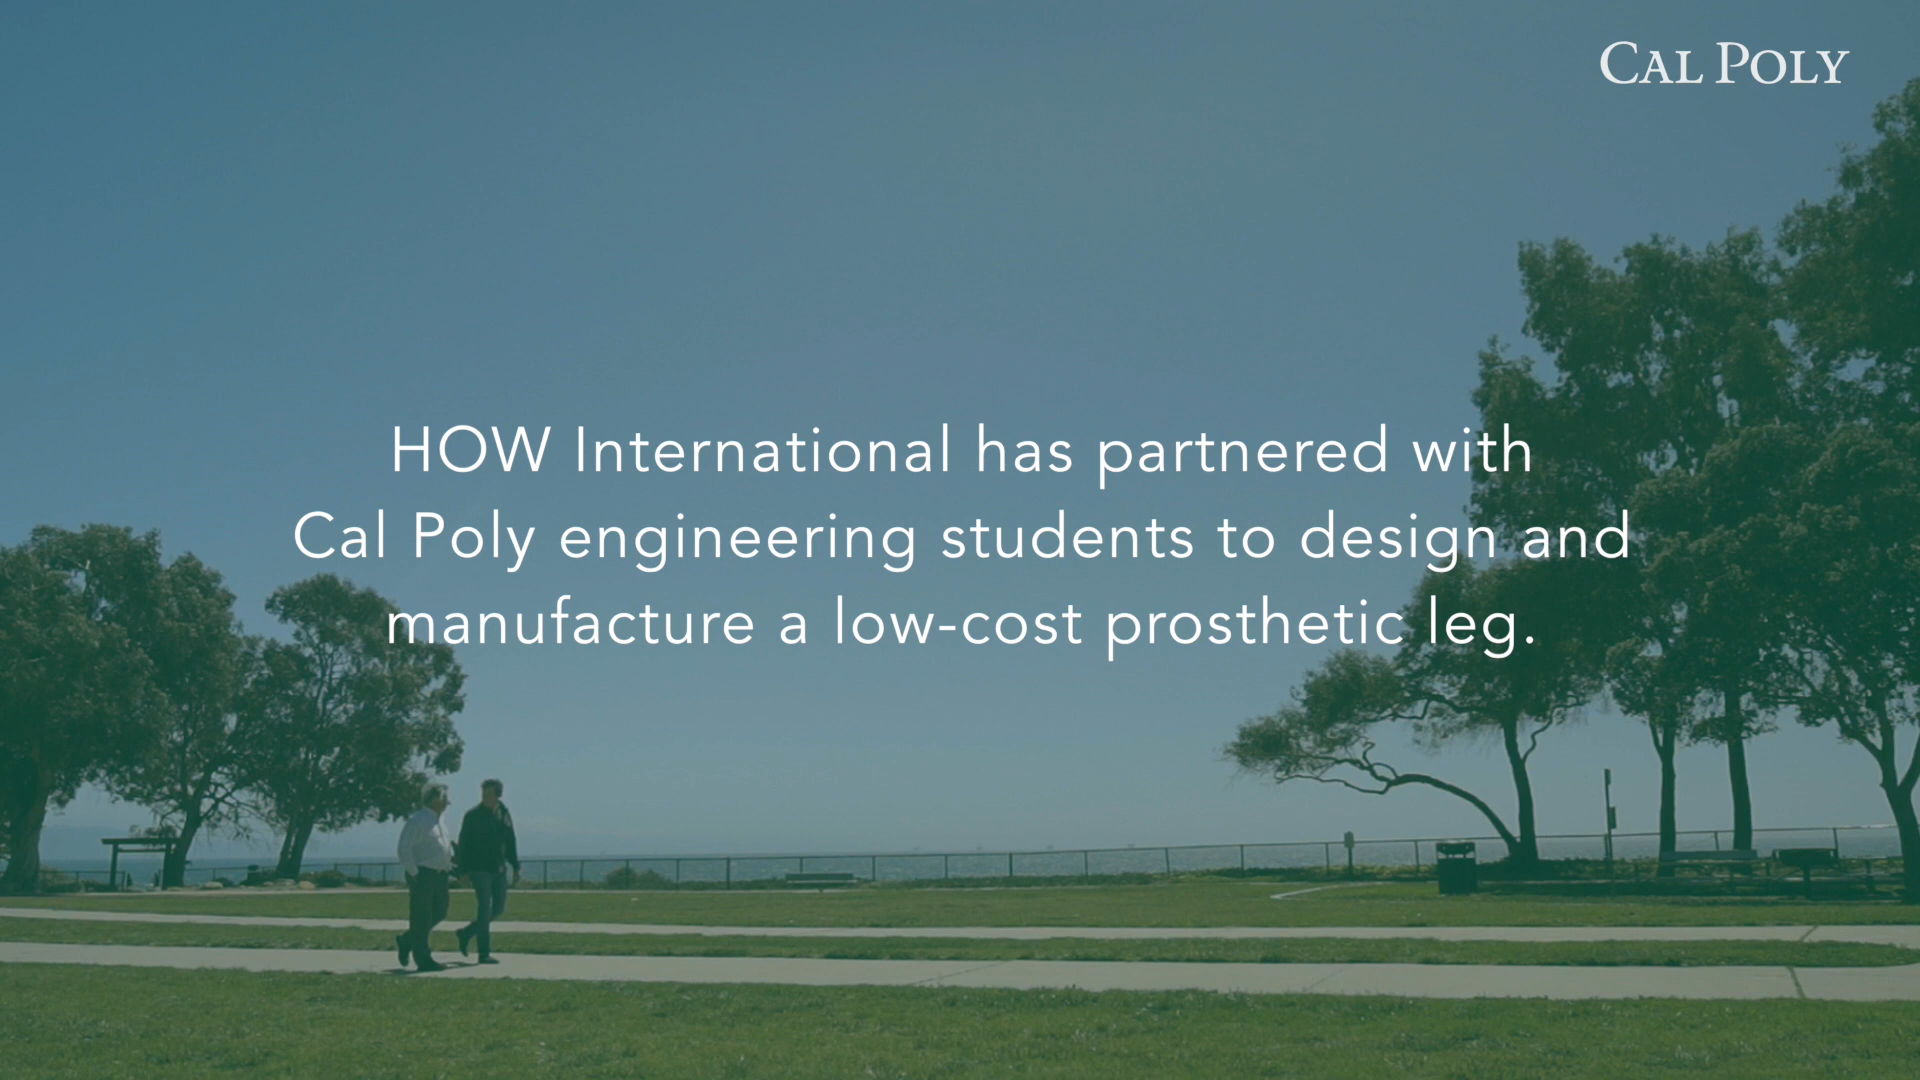 CAL POLY
HOW International has partnered with
Cal Poly engineering students to design and
manufacture a low-cost prosthetic leg.